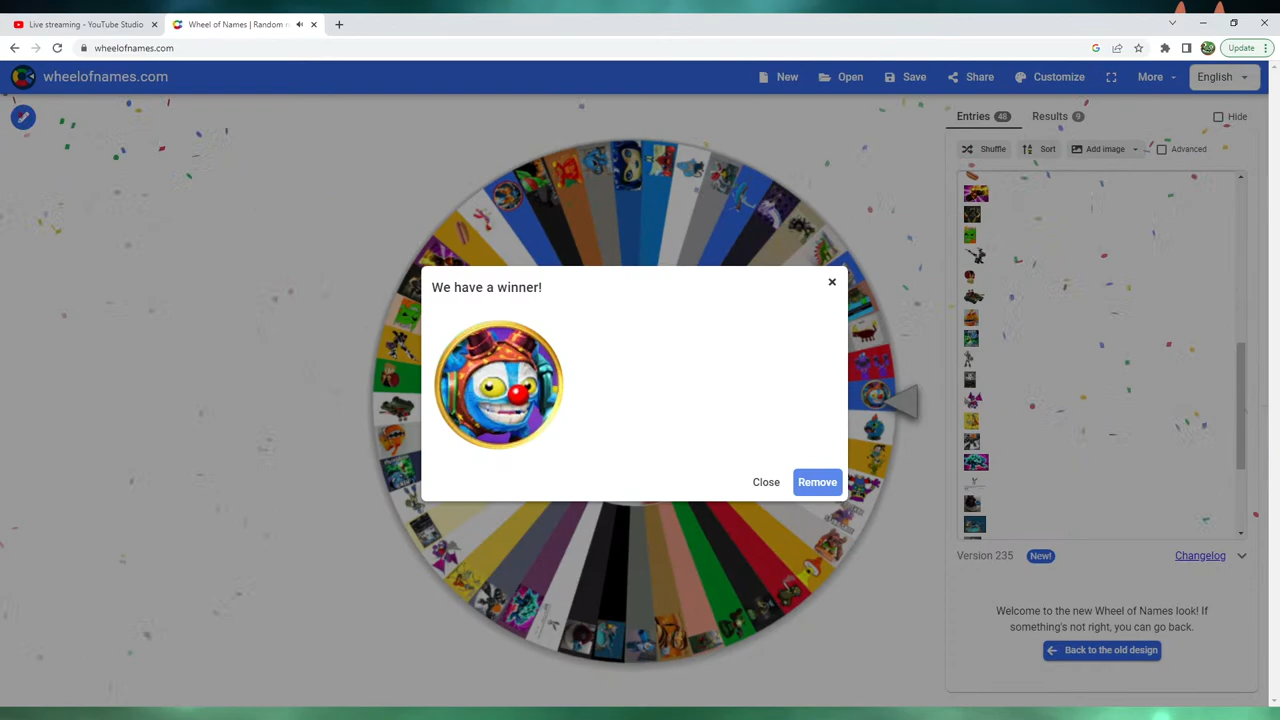 Live streaming - YouTube Studio
Wheel of Names | Random n
wheelofnames.com
Update
wheelofnames.com
New
Open
Save
Share
Customize
More
English
Entries 48
Results 9
Hide
Shuffle
Sort
Add image
Advanced
We have a winner!
Close
Remove
Version 235
New!
Changelog
Welcome to the new Wheel of Names look! If
something's not right, you can go back.
Back to the old design